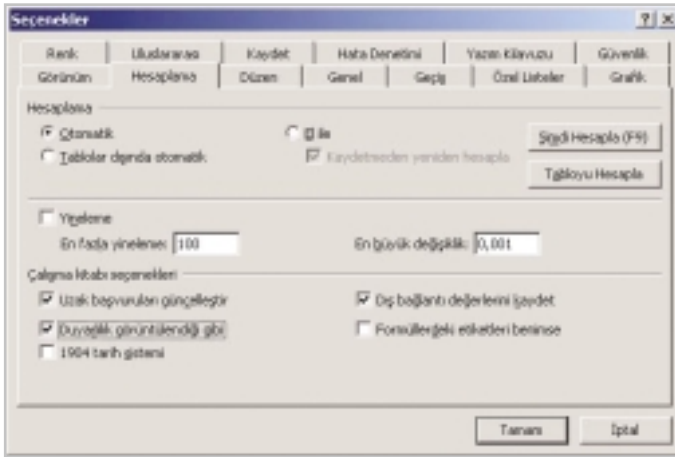 Seçenekler
Renk Uluslararası Kaydet Hata Denetimi Yazım Kılavuzu Güvenlik
Görünüm Hesaplama Düzen Genel Geçiş Özel Listeler Grafik
Hesaplama
Otomatik El ile Şimdi Hesapla (F9)
Tablolar dışında otomatik Kaydetmeden yeniden hesapla
Tabloyu Hesapla
Yineleme
En fazla yineleme: 100 En büyük değişiklik: 0,001
Çalışma kitabı seçenekleri
Uzak başvuruları güncelleştir Dış bağlantı değerlerini kaydet
Duyarlılık görüntülendiği gibi Formüllerdeki etiketleri benimse
1904 tarih sistemi
Tamam İptal